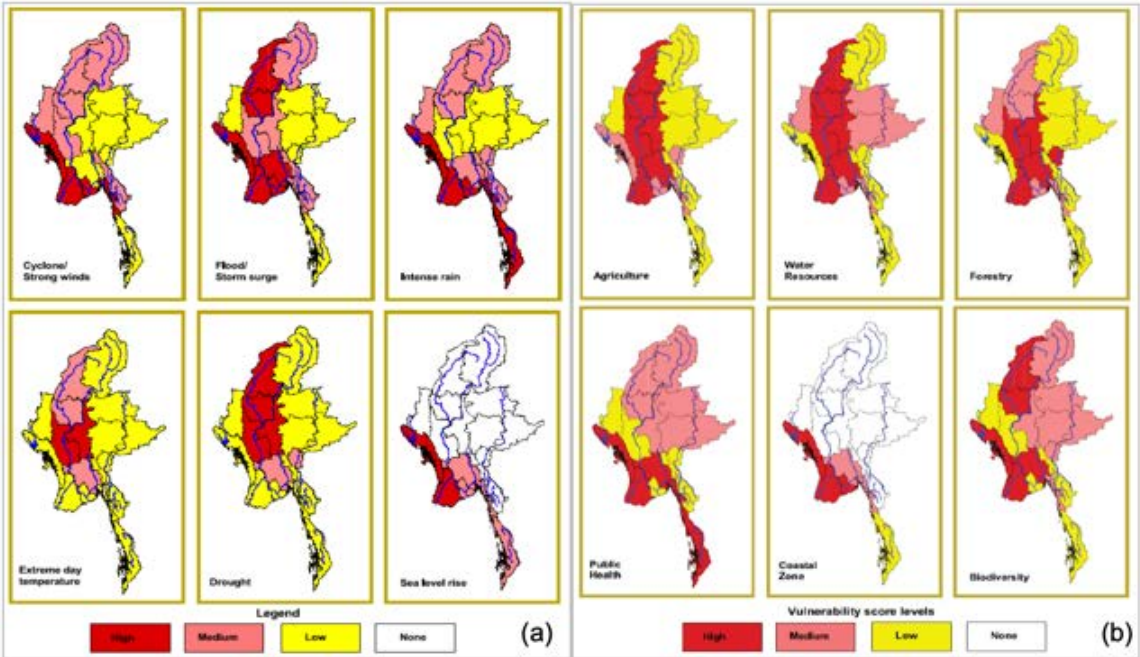 Cyclone/
Strong winds
Flood/
Storm surge
Intense rain
Extreme day
temperature
Drought
Sea level rise
Legend
High
Medium
Low
None
(a)
Agriculture
Water
Resources
Forestry
Public
Health
Coastal
Zone
Biodiversity
Vulnerability score levels
High
Medium
Low
None
(b)